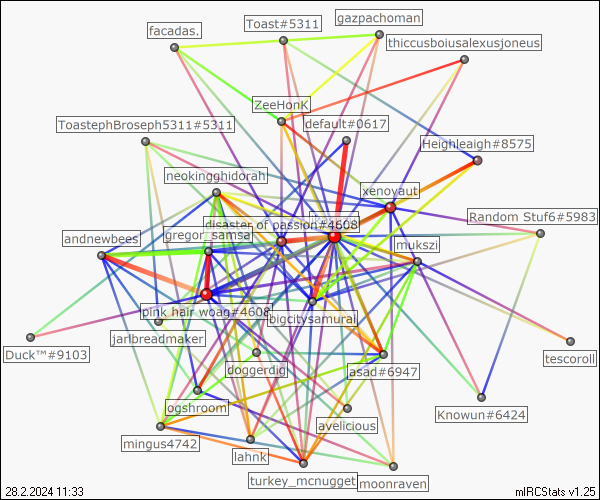 gazpachoman
Toast#5311
facadas.
thiccusboiusalexusjoneus
ZeeHonK
default#0617
ToastephBroseph5311#5311
Heighleaigh#8575
neokingghidorah
xenoyaut
Random Stuf6#5983
disaster of passion#4608
gregor_samsa
andnewbees
mukszi
pink hair woag#4608
bigcitysamurai
jarlbreadmaker
Duck™#9103
tescoroll
doggerdig
asad#6947
ogshroom
Knowun#6424
avelicious
mingus4742
lahnk
turkey_mcnugget
moonraven
28.2.2024 11:33
mIRCStats v1.25